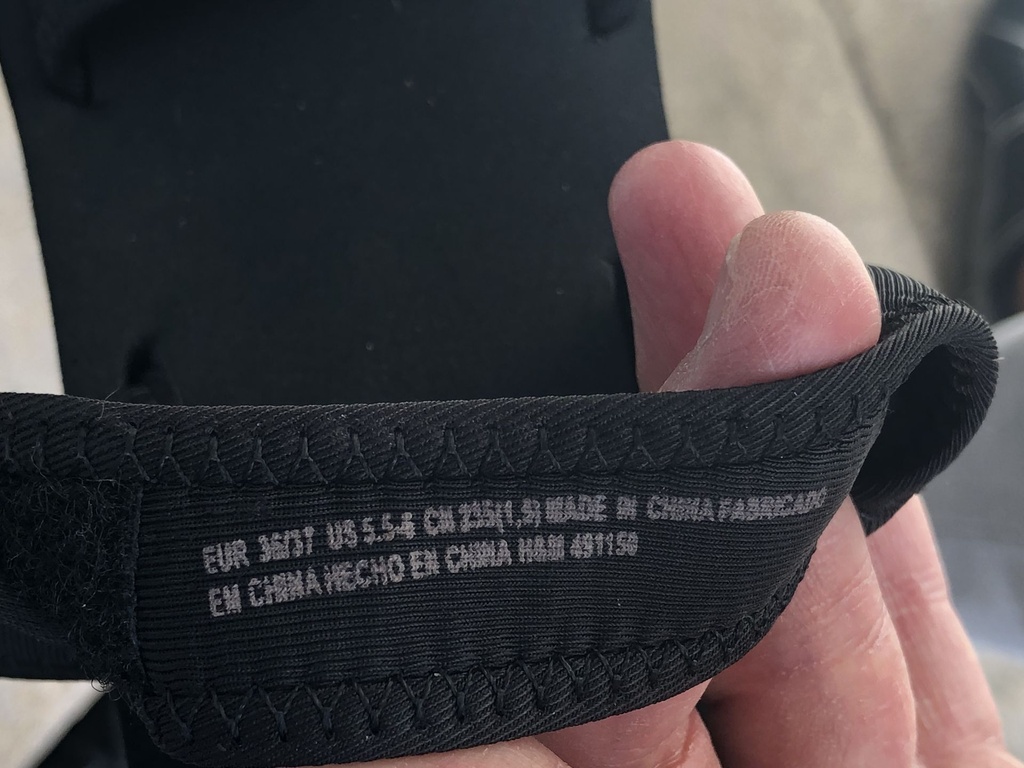 EUR 36/37 US 5.5-6 CN 235(1,5) MADE IN CHINA FABRICADO
EN CHINA HECHO EN CHINA H&M 491150